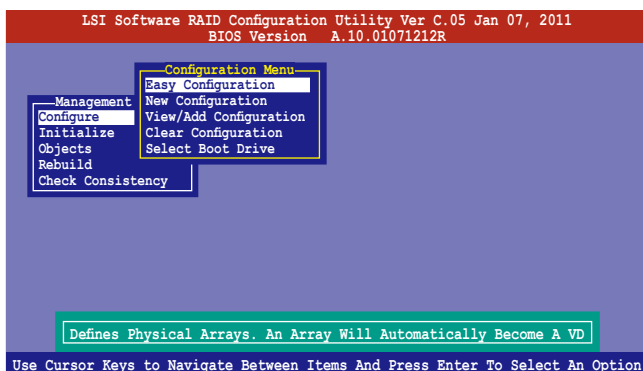 LSI Software RAID Configuration Utility Ver C.05 Jan 07, 2011
BIOS Version A.10.01071212R
Management
Configure
Initialize
Objects
Rebuild
Check Consistency
Configuration Menu
Easy Configuration
New Configuration
View/Add Configuration
Clear Configuration
Select Boot Drive
Defines Physical Arrays. An Array Will Automatically Become A VD
Use Cursor Keys to Navigate Between Items And Press Enter To Select An Option